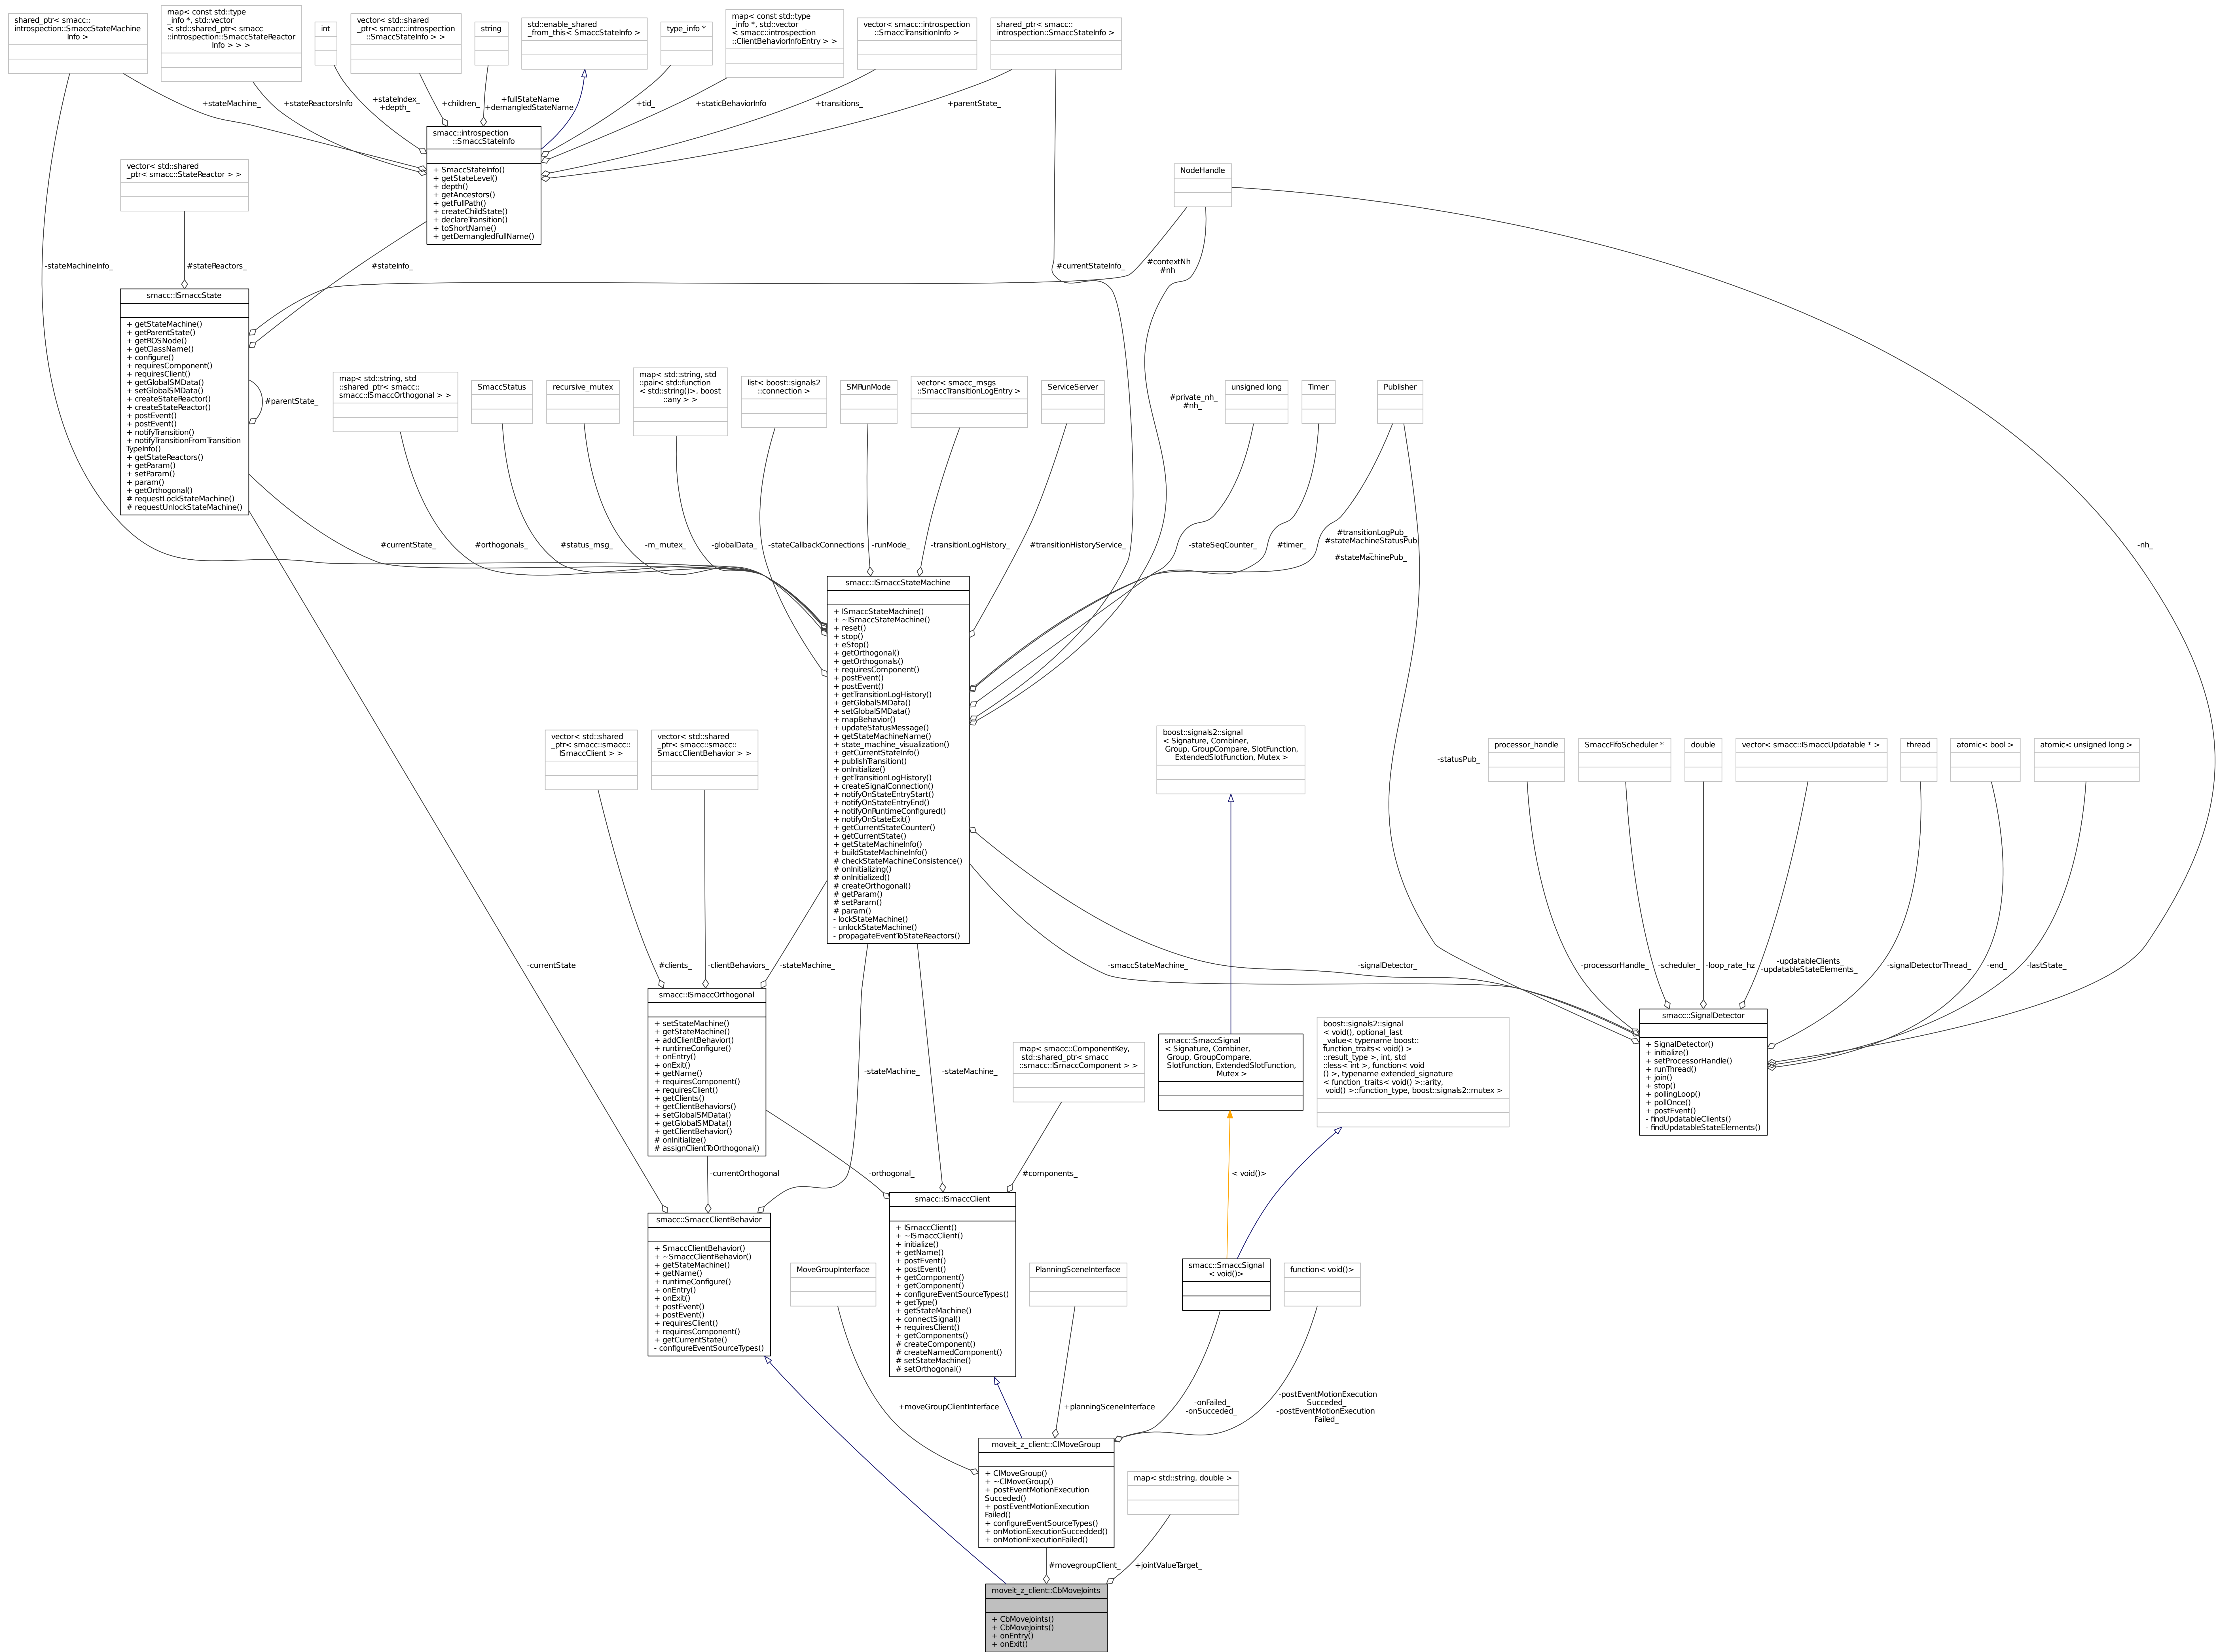 shared_ptr< smacc::
introspection::SmaccStateMachine
Info >
map< const std::type
_info *, std::vector
< std::shared_ptr< smacc
::introspection::SmaccStateReactor
Info > > >
int
vector< std::shared
_ptr< smacc::introspection
::SmaccStateInfo > >
string
std::enable_shared
_from_this< SmaccStateInfo >
type_info *
map< const std::type
_info *, std::vector
< smacc::introspection
::ClientBehaviorInfoEntry > >
vector< smacc::introspection
::SmaccTransitionInfo >
shared_ptr< smacc::
introspection::SmaccStateInfo >
+stateMachine_
+stateReactorsInfo
+stateIndex_
+depth_
+children_
+fullStateName
+demangledStateName
+tid_
+staticBehaviorInfo
+transitions_
+parentState_
smacc::introspection
::SmaccStateInfo
+ SmaccStateInfo()
+ getStateLevel()
+ depth()
+ getAncestors()
+ getFullPath()
+ createChildState()
+ declareTransition()
+ toShortName()
+ getDemangledFullName()
vector< std::shared
_ptr< smacc::StateReactor > >
NodeHandle
-stateMachineInfo_
#stateReactors_
#stateInfo_
#currentStateInfo_
#contextNh
#nh
smacc::ISmaccState
+ getStateMachine()
+ getParentState()
+ getROSNode()
+ getClassName()
+ configure()
+ requiresComponent()
+ requiresClient()
+ getGlobalSMData()
+ setGlobalSMData()
+ createStateReactor()
+ createStateReactor()
+ postEvent()
+ postEvent()
+ notifyTransition()
+ notifyTransitionFromTransition
TypeInfo()
+ getStateReactors()
+ getParam()
+ setParam()
+ param()
+ getOrthogonal()
# requestLockStateMachine()
# requestUnlockStateMachine()
#parentState_
map< std::string, std
::shared_ptr< smacc::
smacc::ISmaccOrthogonal > >
SmaccStatus
recursive_mutex
map< std::string, std
::pair< std::function
< std::string()>, boost
::any > >
list< boost::signals2
::connection >
SMRunMode
vector< smacc_msgs
::SmaccTransitionLogEntry >
ServiceServer
#private_nh_
#nh_
unsigned long
Timer
Publisher
#currentState_
#orthogonals_
#status_msg_
-m_mutex_
-globalData_
-stateCallbackConnections
-runMode_
-transitionLogHistory_
#transitionHistoryService_
-stateSeqCounter_
#timer_
#transitionLogPub_
#stateMachineStatusPub
_
#stateMachinePub_
-nh_
smacc::ISmaccStateMachine
+ ISmaccStateMachine()
+ ~ISmaccStateMachine()
+ reset()
+ stop()
+ eStop()
+ getOrthogonal()
+ getOrthogonals()
+ requiresComponent()
+ postEvent()
+ postEvent()
+ getTransitionLogHistory()
+ getGlobalSMData()
+ setGlobalSMData()
+ mapBehavior()
+ updateStatusMessage()
+ getStateMachineName()
+ state_machine_visualization()
+ getCurrentStateInfo()
+ publishTransition()
+ onInitialize()
+ getTransitionLogHistory()
+ createSignalConnection()
+ notifyOnStateEntryStart()
+ notifyOnStateEntryEnd()
+ notifyOnRuntimeConfigured()
+ notifyOnStateExit()
+ getCurrentStateCounter()
+ getCurrentState()
+ getStateMachineInfo()
+ buildStateMachineInfo()
# checkStateMachineConsistence()
# onInitializing()
# onInitialized()
# createOrthogonal()
# getParam()
# setParam()
# param()
- lockStateMachine()
- unlockStateMachine()
- propagateEventToStateReactors()
vector< std::shared
_ptr< smacc::smacc::
ISmaccClient > >
vector< std::shared
_ptr< smacc::smacc::
SmaccClientBehavior > >
boost::signals2::signal
< Signature, Combiner,
Group, GroupCompare, SlotFunction,
ExtendedSlotFunction, Mutex >
-statusPub_
processor_handle
SmaccFifoScheduler *
double
vector< smacc::ISmaccUpdatable * >
thread
atomic< bool >
atomic< unsigned long >
-currentState
#clients_
-clientBehaviors_
-stateMachine_
-smaccStateMachine_
-signalDetector_
-processorHandle_
-scheduler_
-loop_rate_hz
-updatableClients_
-updatableStateElements_
-signalDetectorThread_
-end_
-lastState_
smacc::ISmaccOrthogonal
+ setStateMachine()
+ getStateMachine()
+ addClientBehavior()
+ runtimeConfigure()
+ onEntry()
+ onExit()
+ getName()
+ requiresComponent()
+ requiresClient()
+ getClients()
+ getClientBehaviors()
+ setGlobalSMData()
+ getGlobalSMData()
+ getClientBehavior()
# onInitialize()
# assignClientToOrthogonal()
smacc::SignalDetector
+ SignalDetector()
+ initialize()
+ setProcessorHandle()
+ runThread()
+ join()
+ stop()
+ pollingLoop()
+ pollOnce()
+ postEvent()
- findUpdatableClients()
- findUpdatableStateElements()
-stateMachine_
-stateMachine_
map< smacc::ComponentKey,
std::shared_ptr< smacc
::smacc::ISmaccComponent > >
smacc::SmaccSignal
< Signature, Combiner,
Group, GroupCompare,
SlotFunction, ExtendedSlotFunction,
Mutex >
boost::signals2::signal
< void(), optional_last
_value< typename boost::
function_traits< void() >
::result_type >, int, std
::less< int >, function< void
() >, typename extended_signature
< function_traits< void() >::arity,
void() >::function_type, boost::signals2::mutex >
-currentOrthogonal
-orthogonal_
#components_
< void()>
smacc::SmaccClientBehavior
+ SmaccClientBehavior()
+ ~SmaccClientBehavior()
+ getStateMachine()
+ getName()
+ runtimeConfigure()
+ onEntry()
+ onExit()
+ postEvent()
+ postEvent()
+ requiresClient()
+ requiresComponent()
+ getCurrentState()
- configureEventSourceTypes()
MoveGroupInterface
smacc::ISmaccClient
+ ISmaccClient()
+ ~ISmaccClient()
+ initialize()
+ getName()
+ postEvent()
+ postEvent()
+ getComponent()
+ getComponent()
+ configureEventSourceTypes()
+ getType()
+ getStateMachine()
+ connectSignal()
+ requiresClient()
+ getComponents()
# createComponent()
# createNamedComponent()
# setStateMachine()
# setOrthogonal()
PlanningSceneInterface
smacc::SmaccSignal
< void()>
function< void()>
+moveGroupClientInterface
+planningSceneInterface
-onFailed_
-onSucceded_
-postEventMotionExecution
Succeded_
-postEventMotionExecution
Failed_
moveit_z_client::ClMoveGroup
+ ClMoveGroup()
+ ~ClMoveGroup()
+ postEventMotionExecution
Succeded()
+ postEventMotionExecution
Failed()
+ configureEventSourceTypes()
+ onMotionExecutionSuccedded()
+ onMotionExecutionFailed()
map< std::string, double >
#movegroupClient_
+jointValueTarget_
moveit_z_client::CbMoveJoints
+ CbMoveJoints()
+ CbMoveJoints()
+ onEntry()
+ onExit()